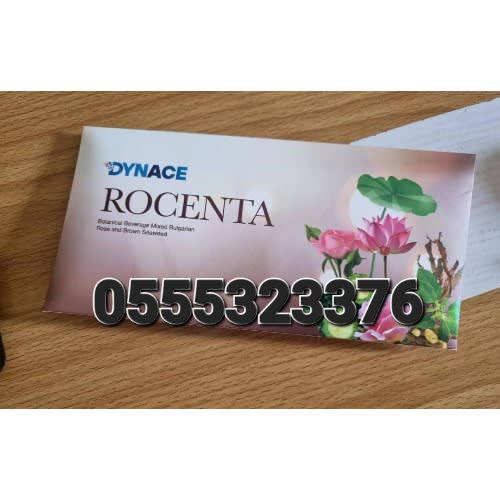 DYNACE
ROCENTA
Botanical Beverage Mixed Bulgarian
Rose and Brown Seaweed
0555323376